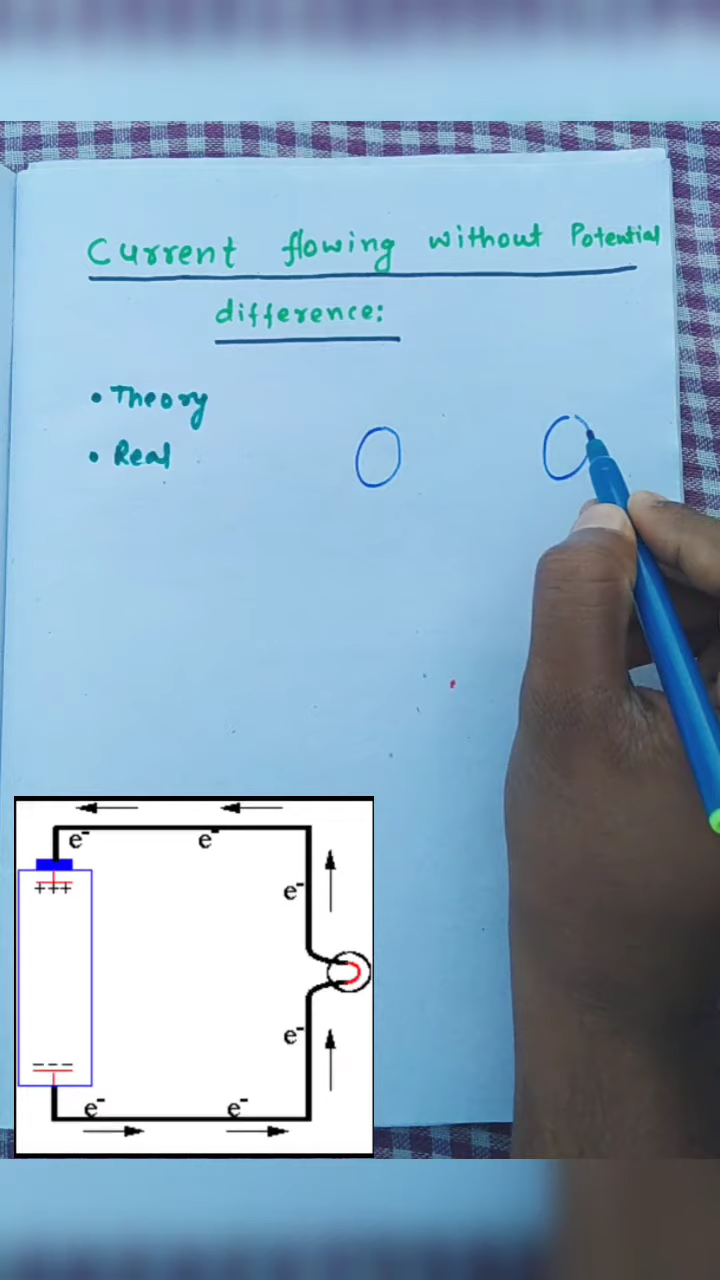 Current flowing without Potential
difference:
• Theory
• Real
e⁻ e⁻
+++
e⁻
e⁻
---
e⁻ e⁻